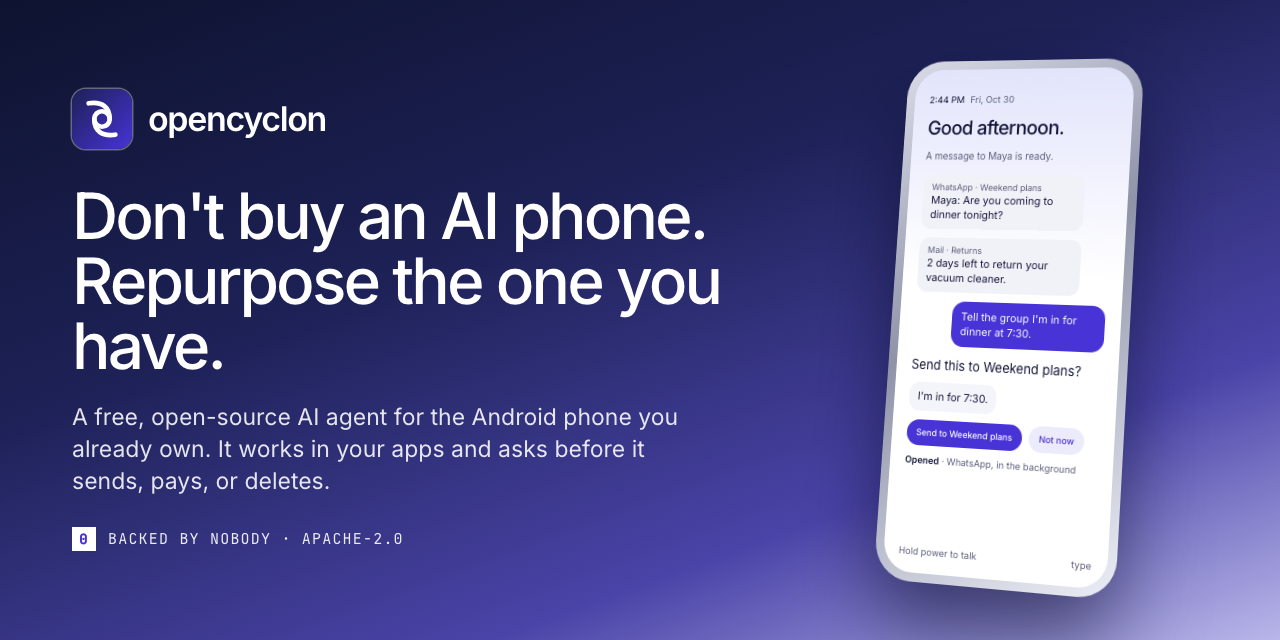 opencyclon
Don't buy an AI phone.
Repurpose the one you
have.
A free, open-source AI agent for the Android phone you
already own. It works in your apps and asks before it
sends, pays, or deletes.
0 BACKED BY NOBODY · APACHE-2.0
2:44 PM Fri, Oct 30
Good afternoon.
A message to Maya is ready.
WhatsApp · Weekend plans
Maya: Are you coming to
dinner tonight?
Mail · Returns
2 days left to return your
vacuum cleaner.
Tell the group I'm in for
dinner at 7:30.
Send this to Weekend plans?
I'm in for 7:30.
Send to Weekend plans Not now
Opened · WhatsApp, in the background
Hold power to talk type